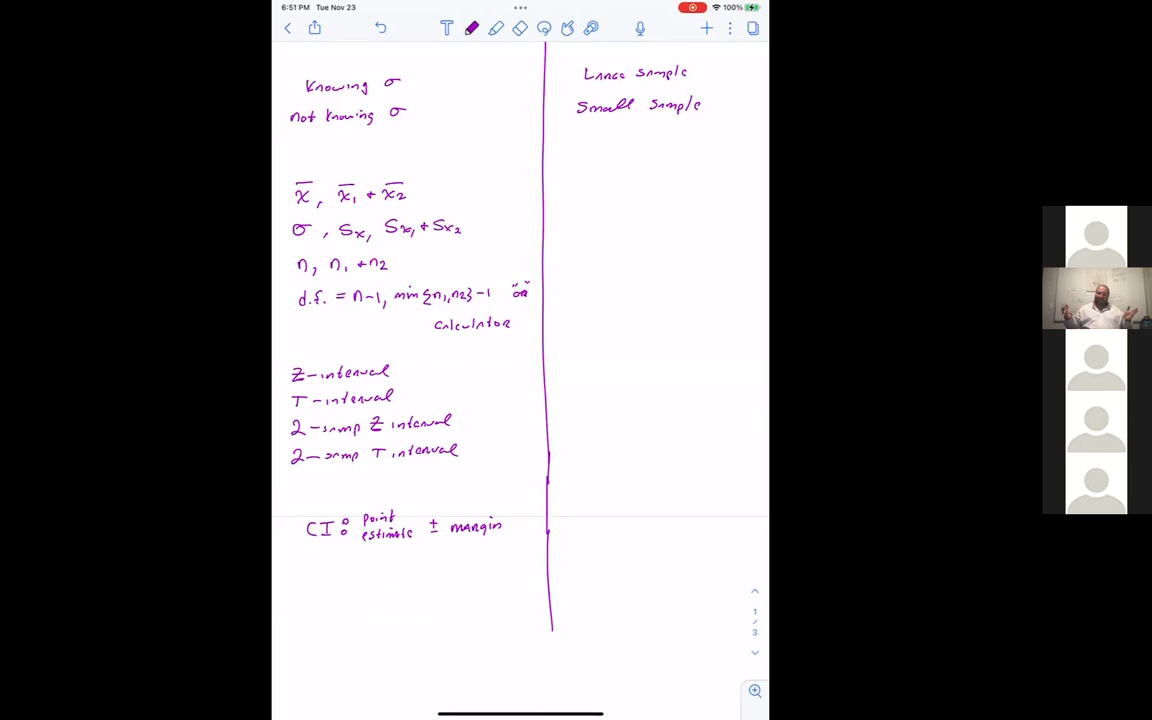 6:51 PM Tue Nov 23
100%
Knowing σ
not Knowing σ
x̄, x̄₁ + x̄₂
σ, Sx, Sx₁ + Sx₂
n, n₁ + n₂
d.f. = n-1, min{n₁,n₂}-1 "or"
calculator
Z-interval
T-interval
2-samp Z interval
2-samp T interval
CI: point estimate ± margin
Large sample
Small sample
1
/
3